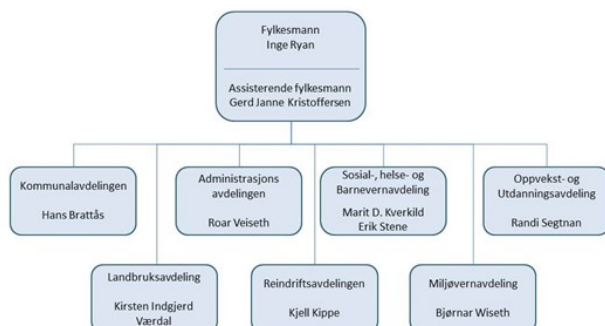 Fylkesmann
Inge Ryan
Assisterende fylkesmann
Gerd Janne Kristoffersen
Kommunalavdelingen
Hans Brattås
Administrasjons
avdelingen
Roar Veiseth
Sosial-, helse- og
Barnevernavdeling
Marit D. Kverkild
Erik Stene
Oppvekst- og
Utdanningsavdeling
Randi Segtnan
Landbruksavdeling
Kirsten Indgjerd
Værdal
Reindriftsavdelingen
Kjell Kippe
Miljøvernavdeling
Bjørnar Wiseth